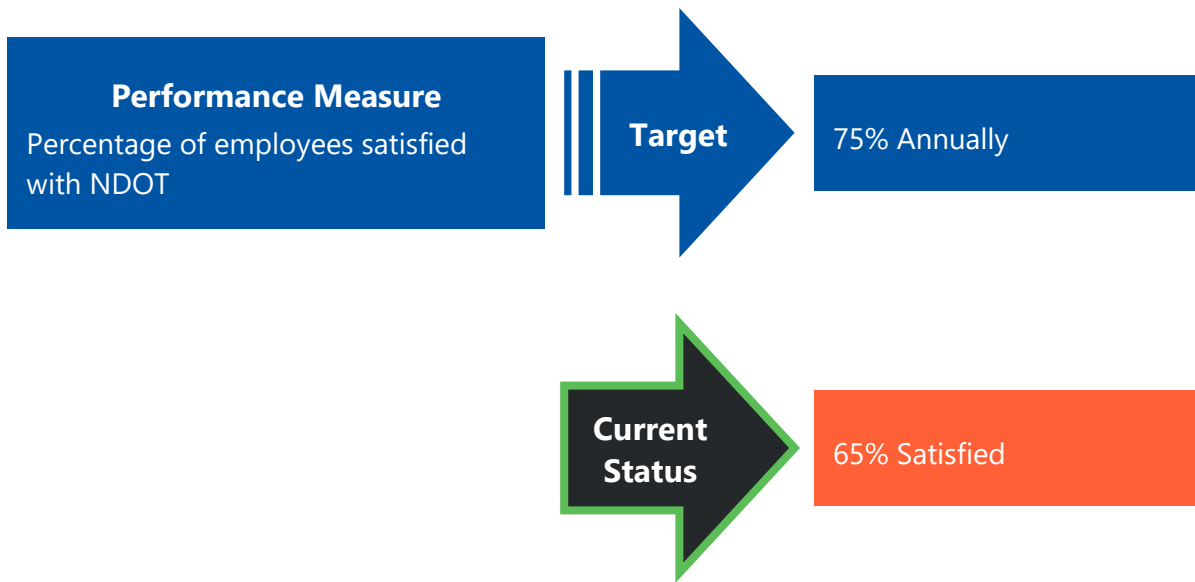 Performance Measure
Percentage of employees satisfied
with NDOT
Target
75% Annually
Current
Status
65% Satisfied